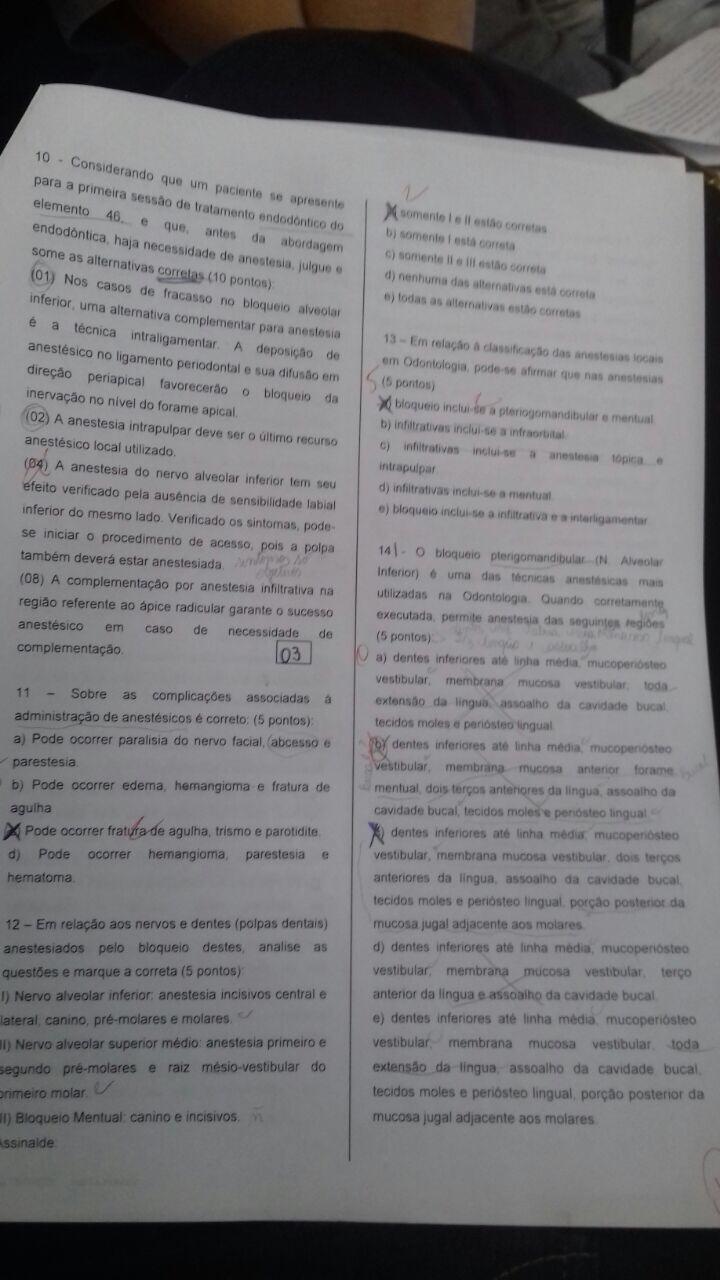 10 - Considerando que um paciente se apresente
para a primeira sessão de tratamento endodôntico do
elemento 46, e que, antes da abordagem
endodôntica, haja necessidade de anestesia, julgue e
some as alternativas corretas (10 pontos):
(01) Nos casos de fracasso no bloqueio alveolar
inferior, uma alternativa complementar para anestesia
é a técnica intraligamentar. A deposição de
anestésico no ligamento periodontal e sua difusão em
direção periapical favorecerão o bloqueio da
inervação no nível do forame apical.
(02) A anestesia intrapulpar deve ser o último recurso
anestésico local utilizado.
(04) A anestesia do nervo alveolar inferior tem seu
efeito verificado pela ausência de sensibilidade labial
inferior do mesmo lado. Verificado os sintomas, pode-
se iniciar o procedimento de acesso, pois a polpa
também deverá estar anestesiada.
(08) A complementação por anestesia infiltrativa na
região referente ao ápice radicular garante o sucesso
anestésico em caso de necessidade de
complementação.
03
11 – Sobre as complicações associadas à
administração de anestésicos é correto: (5 pontos):
a) Pode ocorrer paralisia do nervo facial, abcesso e
parestesia.
b) Pode ocorrer edema, hemangioma e fratura de
agulha
Pode ocorrer fratura de agulha, trismo e parotidite.
d) Pode ocorrer hemangioma, parestesia e
hematoma.
12 – Em relação aos nervos e dentes (polpas dentais)
anestesiados pelo bloqueio destes, analise as
questões e marque a correta (5 pontos):
I) Nervo alveolar inferior: anestesia incisivos central e
lateral, canino, pré-molares e molares.
II) Nervo alveolar superior médio: anestesia primeiro e
segundo pré-molares e raiz mésio-vestibular do
primeiro molar.
II) Bloqueio Mentual: canino e incisivos.
Assinalde:
somente I e II estão corretas
b) somente I está correta
c) somente II e III estão corretas
d) nenhuma das alternativas está correta
e) todas as alternativas estão corretas
13 – Em relação à classificação das anestesias locais
em Odontologia, pode-se afirmar que nas anestesias
5
(5 pontos)
bloqueio inclui-se a pteriogomandibular e mentual.
b) infiltrativas inclui-se a infraorbital.
c) infiltrativas inclui-se a anestesia tópica e
intrapulpar.
d) infiltrativas inclui-se a mentual.
e) bloqueio inclui-se a infiltrativa e a interligamentar
14 - O bloqueio pterigomandibular (N. Alveolar
Inferior) é uma das técnicas anestésicas mais
utilizadas na Odontologia. Quando corretamente
executada, permite anestesia das seguintes regiões
(5 pontos):
0
a) dentes inferiores até linha média, mucoperiósteo
vestibular, membrana mucosa vestibular, toda
extensão da língua, assoalho da cavidade bucal,
tecidos moles e periósteo lingual.
b) dentes inferiores até linha média, mucoperiósteo
vestibular, membrana mucosa anterior forame
mentual, dois terços anteriores da língua, assoalho da
cavidade bucal, tecidos moles e periósteo lingual
dentes inferiores até linha média, mucoperiósteo
vestibular, membrana mucosa vestibular, dois terços
anteriores da língua, assoalho da cavidade bucal,
tecidos moles e periósteo lingual, porção posterior da
mucosa jugal adjacente aos molares.
d) dentes inferiores até linha média, mucoperiósteo
vestibular, membrana mucosa vestibular, terço
anterior da língua e assoalho da cavidade bucal.
e) dentes inferiores até linha média, mucoperiósteo
vestibular, membrana mucosa vestibular, toda
extensão da língua, assoalho da cavidade bucal,
tecidos moles e periósteo lingual, porção posterior da
mucosa jugal adjacente aos molares.